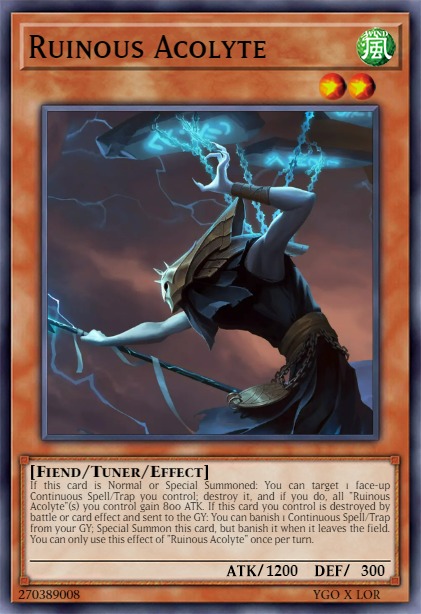 Ruinous Acolyte
WIND
風
[Fiend/Tuner/Effect]
If this card is Normal or Special Summoned: You can target 1 face-up
Continuous Spell/Trap you control; destroy it, and if you do, all "Ruinous
Acolyte"(s) you control gain 800 ATK. If this card you control is destroyed by
battle or card effect and sent to the GY: You can banish 1 Continuous Spell/Trap
from your GY; Special Summon this card, but banish it when it leaves the field.
You can only use this effect of "Ruinous Acolyte" once per turn.
ATK/1200 DEF/ 300
270389008 YGO X LOR